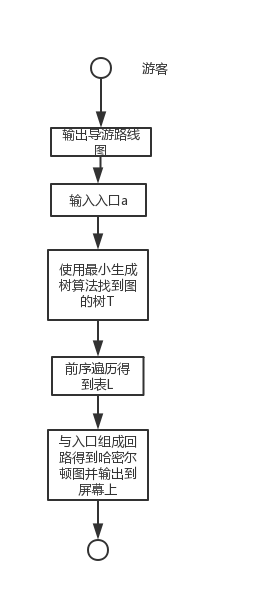 游客
输出导游路线
图
输入入口a
使用最小生成
树算法找到图
的树T
前序遍历得
到表L
与入口组成回
路得到哈密尔
顿图并输出到
屏幕上